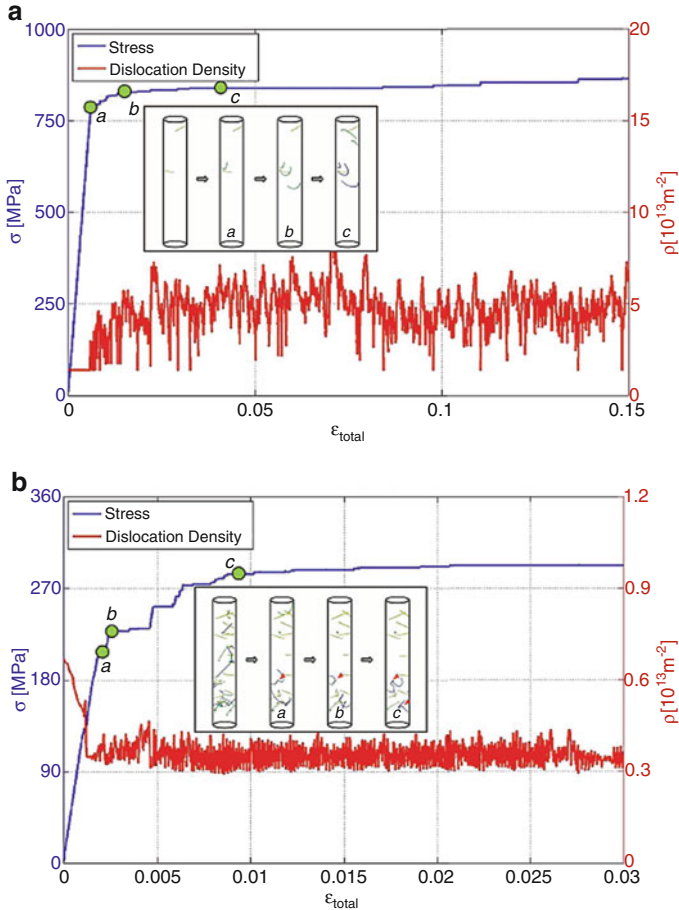 a
1000
750
500
250
0
σ [MPa]
Stress
Dislocation Density
a
b
c
a
b
c
20
15
10
5
0
ρ[10¹³m⁻²]
0
0.05
0.1
0.15
ε_total
b
360
270
180
90
0
σ [MPa]
Stress
Dislocation Density
a
b
c
a
b
c
1.2
0.9
0.6
0.3
0
ρ[10¹³m⁻²]
0
0.005
0.01
0.015
0.02
0.025
0.03
ε_total